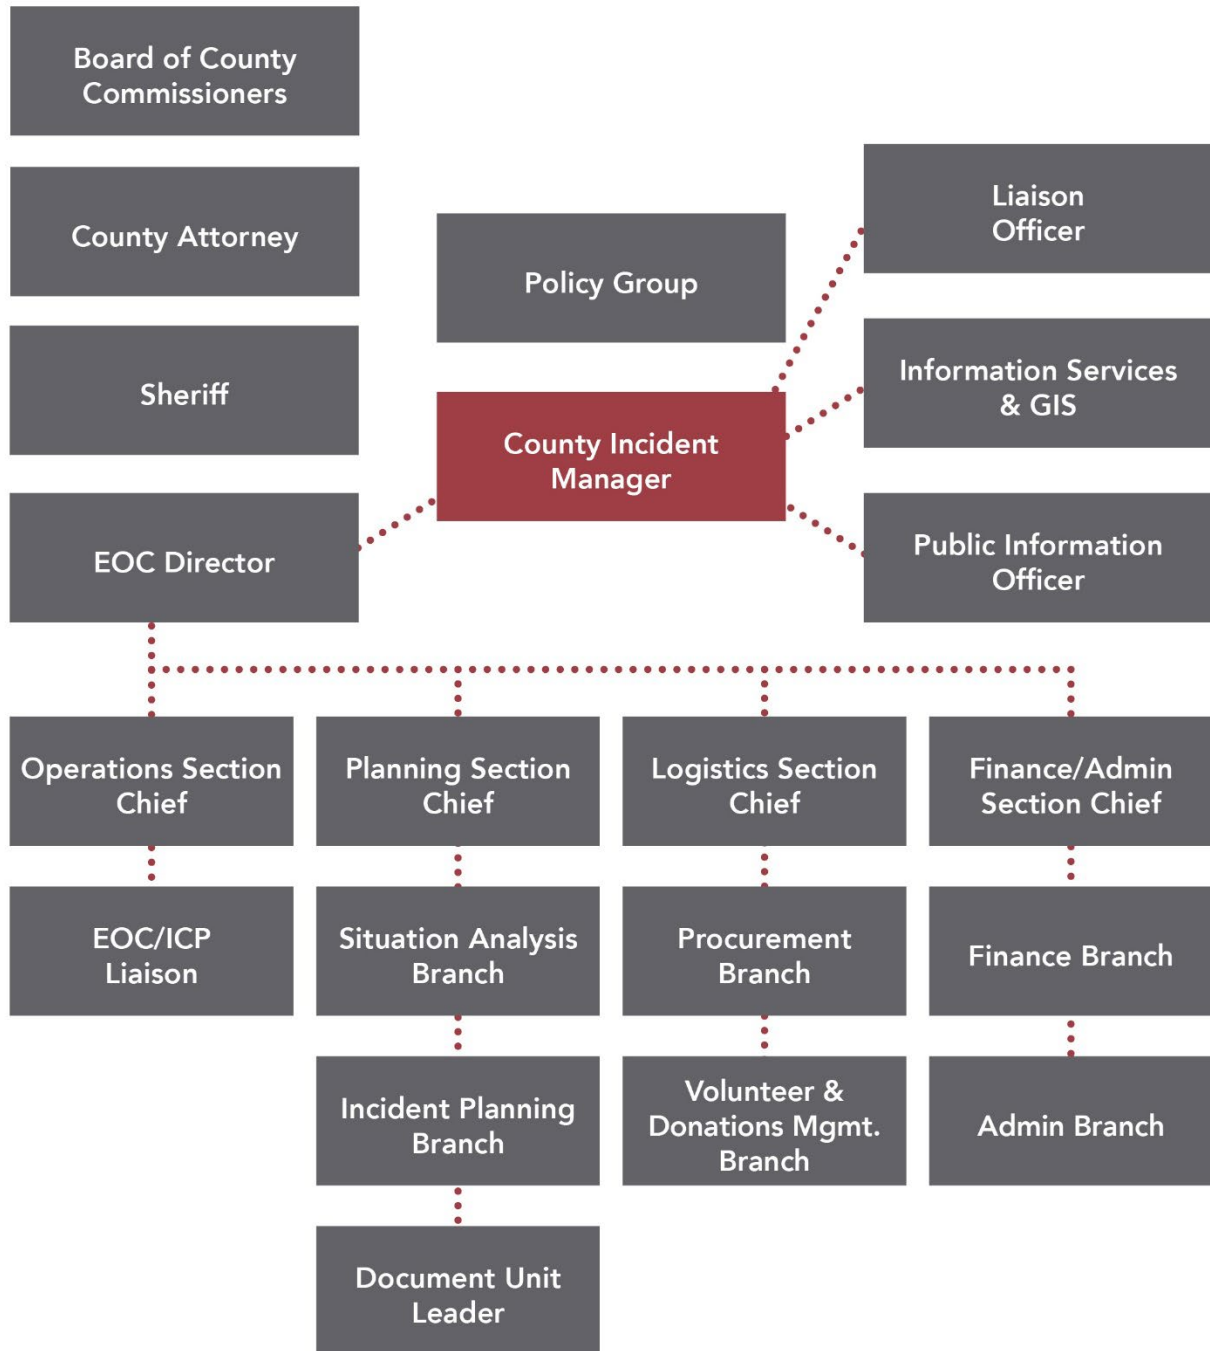 Board of County
Commissioners
County Attorney
Sheriff
EOC Director
Policy Group
County Incident
Manager
Liaison
Officer
Information Services
& GIS
Public Information
Officer
Operations Section
Chief
Planning Section
Chief
Logistics Section
Chief
Finance/Admin
Section Chief
EOC/ICP
Liaison
Situation Analysis
Branch
Procurement
Branch
Finance Branch
Incident Planning
Branch
Volunteer &
Donations Mgmt.
Branch
Admin Branch
Document Unit
Leader